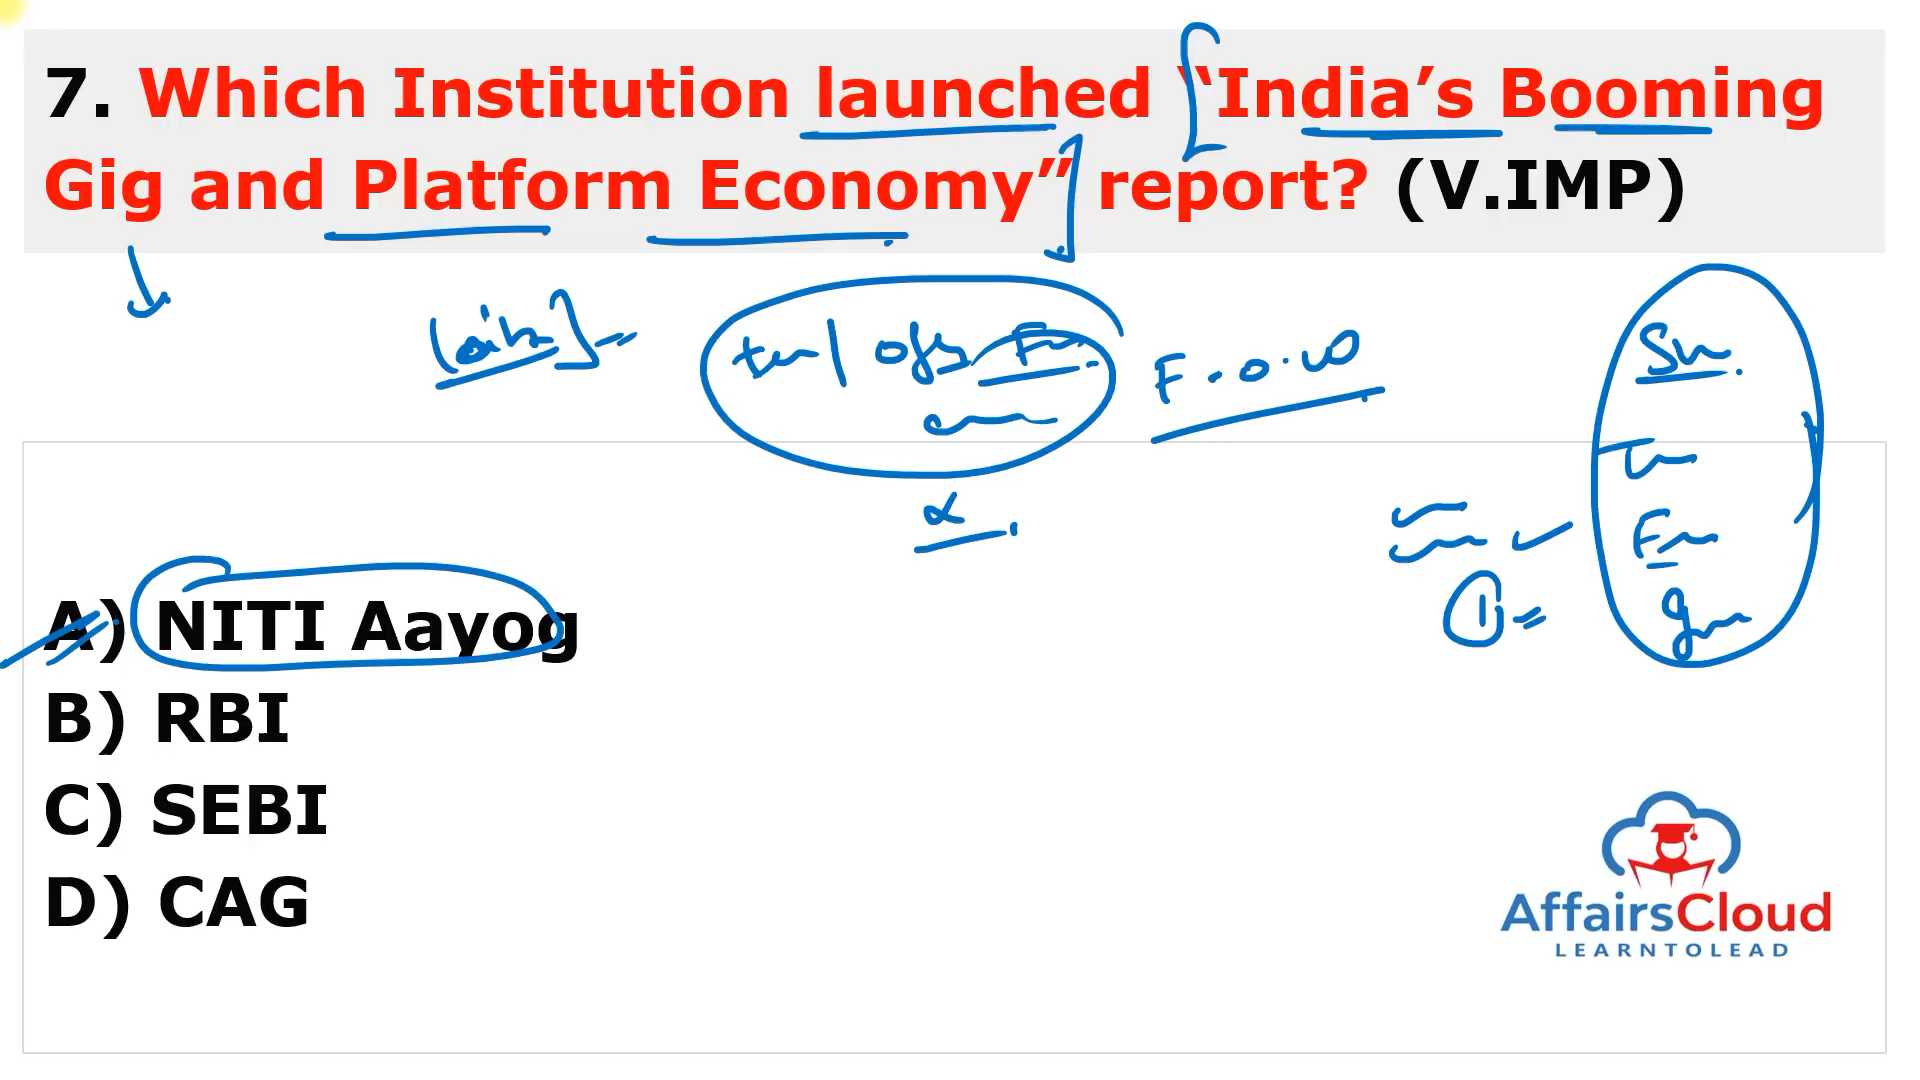 7. Which Institution launched “India’s Booming
Gig and Platform Economy” report? (V.IMP)
F.O.W
1
A) NITI Aayog
B) RBI
C) SEBI
D) CAG
AffairsCloud
LEARNTOLEAD